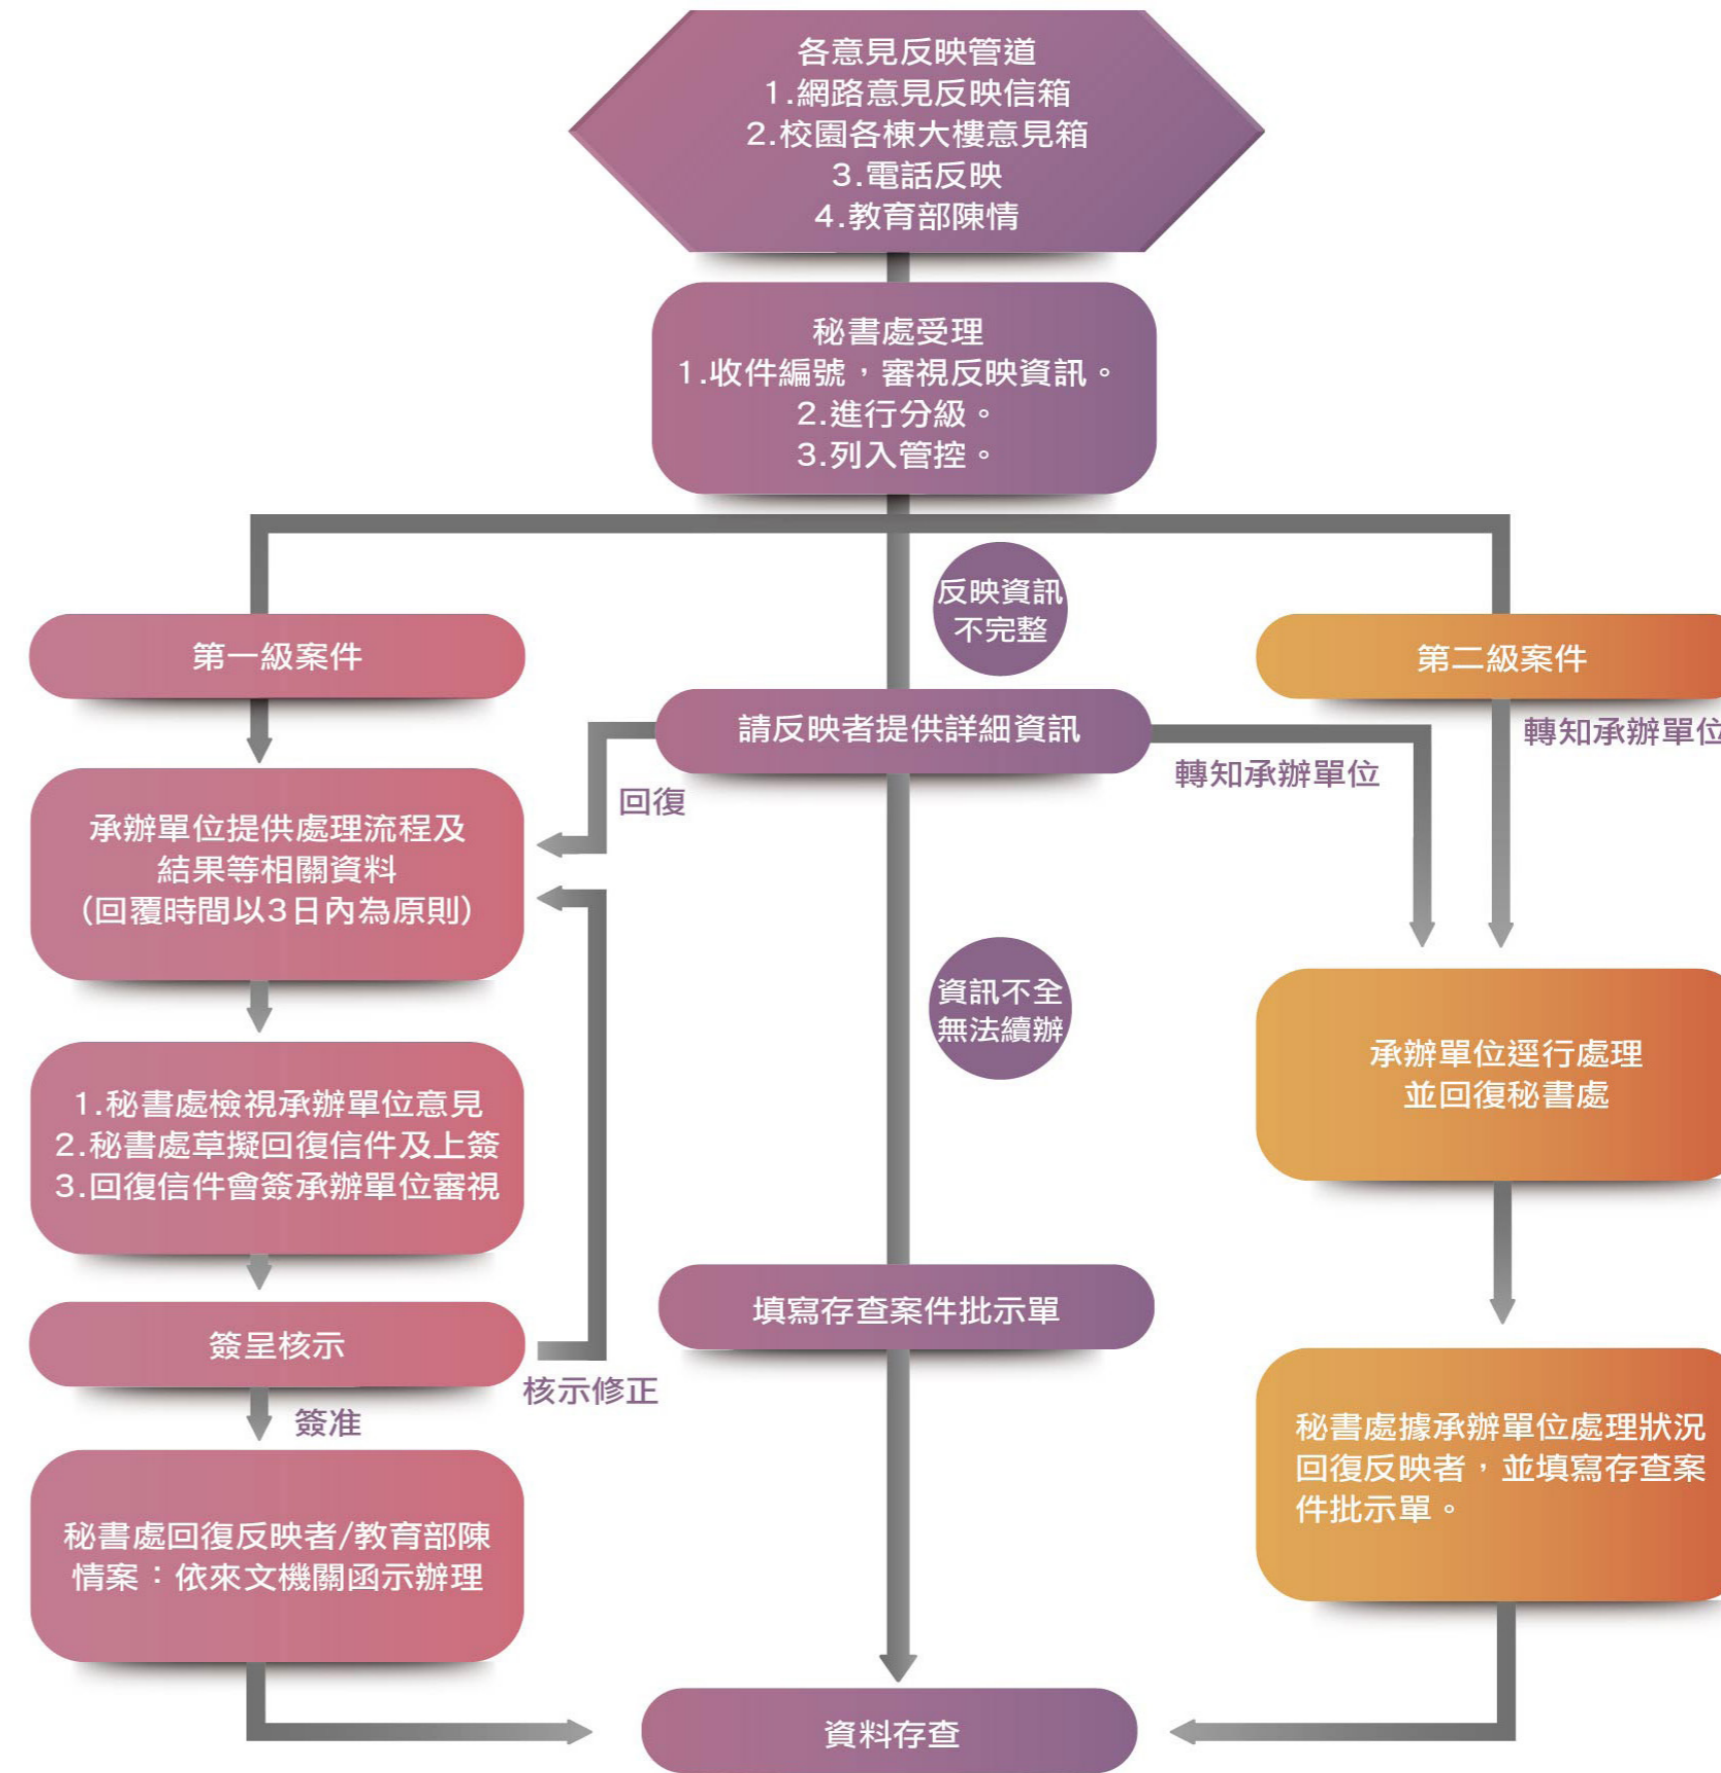 各意見反映管道
1.網路意見反映信箱
2.校園各棟大樓意見箱
3.電話反映
4.教育部陳情
秘書處受理
1.收件編號，審視反映資訊。
2.進行分級。
3.列入管控。
反映資訊
不完整
第一級案件
第二級案件
請反映者提供詳細資訊
轉知承辦單位
轉知承辦單位
回復
承辦單位提供處理流程及
結果等相關資料
(回覆時間以3日內為原則)
資訊不全
無法續辦
承辦單位逕行處理
並回復秘書處
1.秘書處檢視承辦單位意見
2.秘書處草擬回復信件及上簽
3.回復信件會簽承辦單位審視
填寫存查案件批示單
簽呈核示
核示修正
簽准
秘書處據承辦單位處理狀況
回復反映者，並填寫存查案
件批示單。
秘書處回復反映者/教育部陳
情案：依來文機關函示辦理
資料存查